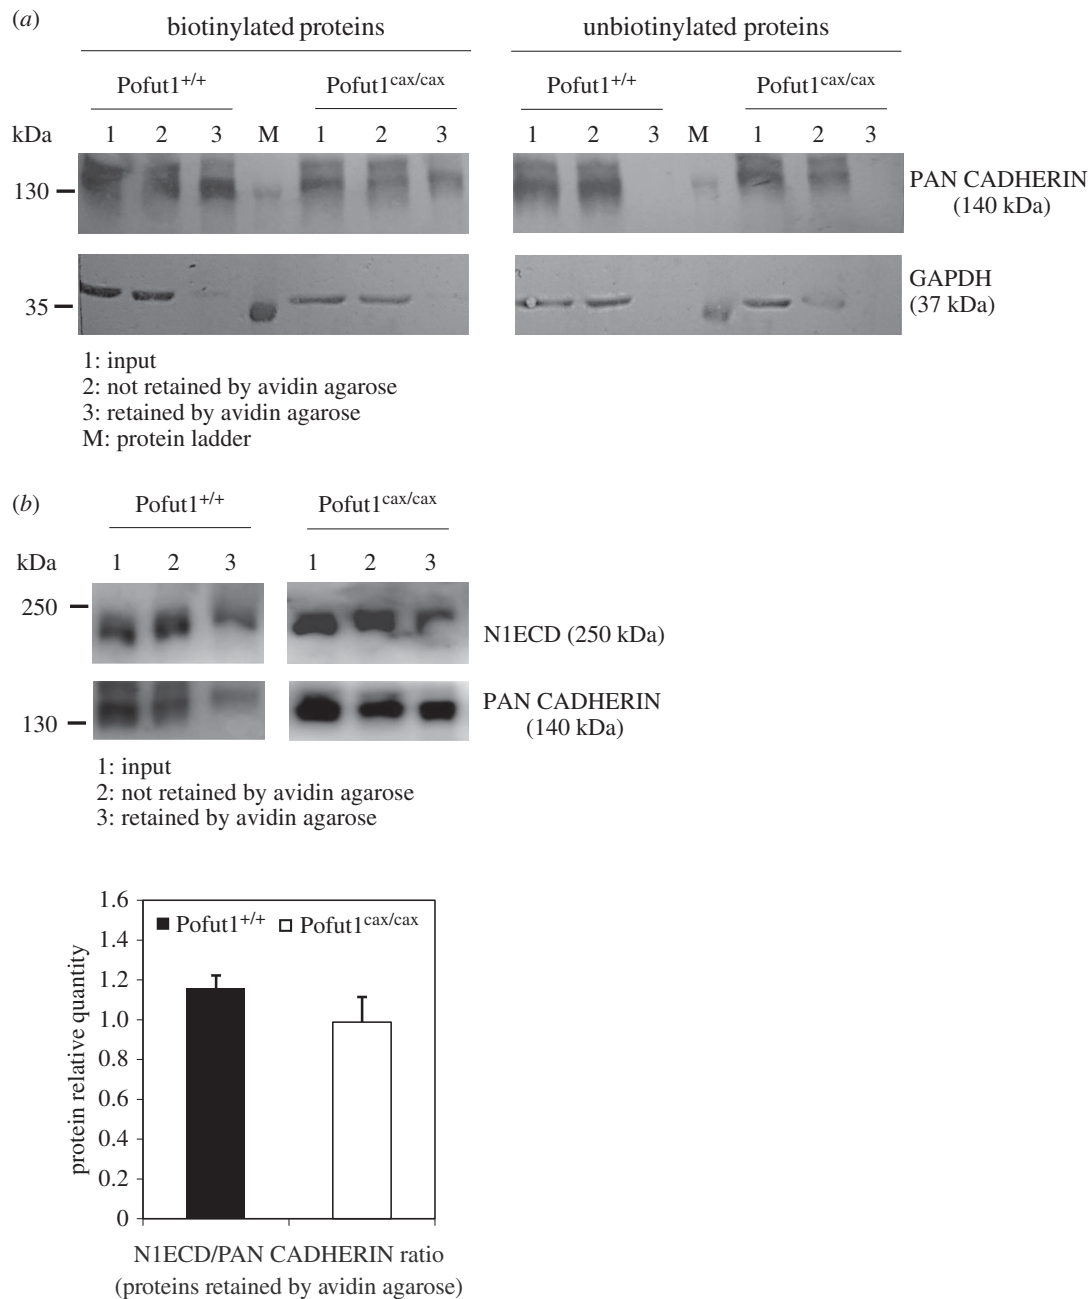 (a)
biotinylated proteins unbiotinylated proteins
Pofut1+/+ Pofut1cax/cax Pofut1+/+ Pofut1cax/cax
kDa 1 2 3 M 1 2 3 1 2 3 M 1 2 3
130 PAN CADHERIN
(140 kDa)
35 GAPDH
(37 kDa)
1: input
2: not retained by avidin agarose
3: retained by avidin agarose
M: protein ladder
(b)
Pofut1+/+ Pofut1cax/cax
kDa 1 2 3 1 2 3
250
N1ECD (250 kDa)
130 PAN CADHERIN
(140 kDa)
1: input
2: not retained by avidin agarose
3: retained by avidin agarose
protein relative quantity
1.6
1.4
1.2
1.0
0.8
0.6
0.4
0.2
0
Pofut1+/+ Pofut1cax/cax
N1ECD/PAN CADHERIN ratio
(proteins retained by avidin agarose)